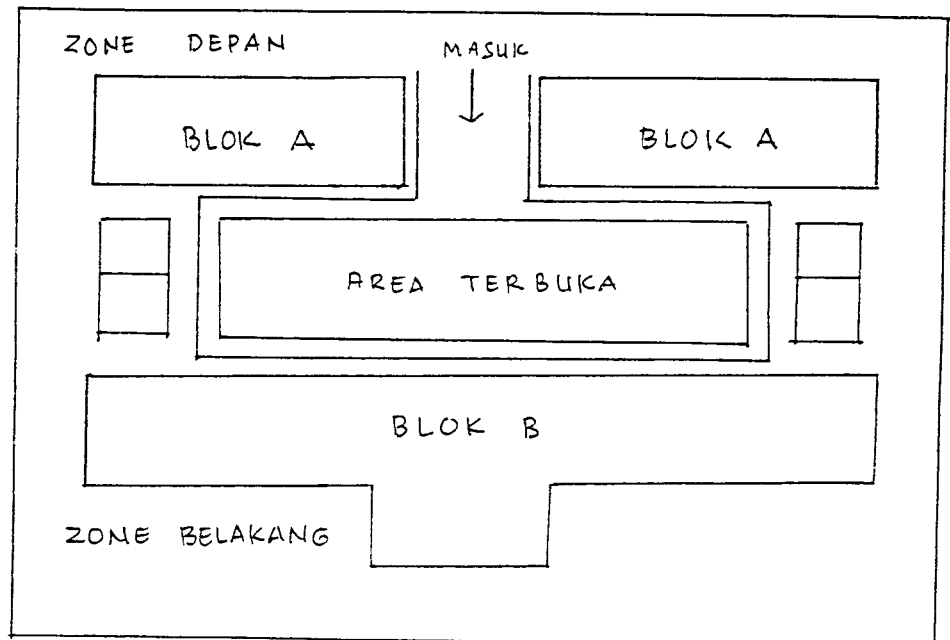 ZONE DEPAN
MASUK
BLOK A
BLOK A
AREA TERBUKA
BLOK B
ZONE BELAKANG